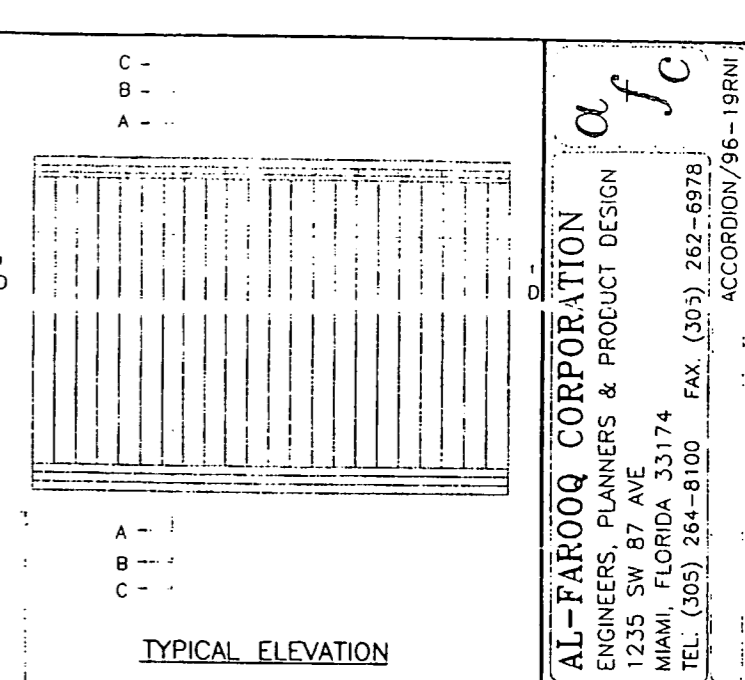 C -
B -
A -
D
D
A -
B -
C -
TYPICAL ELEVATION
a f c
AL-FAROOQ CORPORATION
ENGINEERS, PLANNERS & PRODUCT DESIGN
1235 SW 87 AVE
MIAMI, FLORIDA 33174
TEL. (305) 264-8100 FAX. (305) 262-6978
ACCORDION/96-19RNI